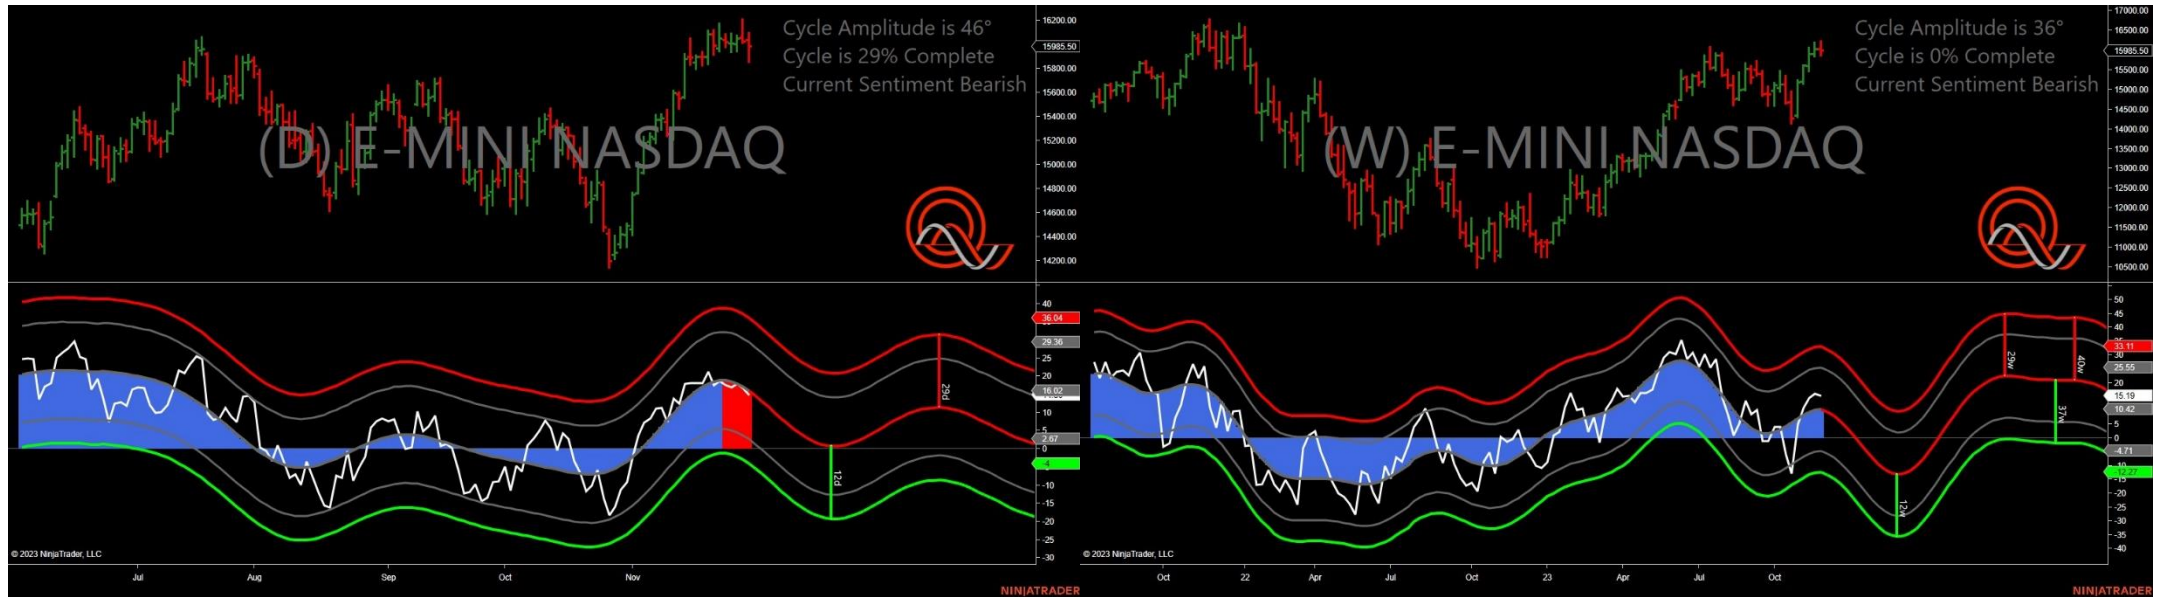 Cycle Amplitude is 46°
Cycle is 29% Complete
Current Sentiment Bearish
(D) E-MINI NASDAQ
16200.00
15985.50
15800.00
15600.00
15400.00
15200.00
15000.00
14800.00
14600.00
14400.00
14200.00
40
36.04
29.36
25
20
16.02
10
5
2.67
0
-4
-10
-15
-20
-25
-30
29d
12d
© 2023 NinjaTrader, LLC
Jul
Aug
Sep
Oct
Nov
NINJATRADER
Cycle Amplitude is 36°
Cycle is 0% Complete
Current Sentiment Bearish
(W) E-MINI NASDAQ
17000.00
16500.00
15985.50
15500.00
15000.00
14500.00
14000.00
13500.00
13000.00
12500.00
12000.00
11500.00
11000.00
10500.00
50
45
40
33.11
30
25.55
20
15.19
10.42
5
0
-4.71
-10
-12.27
-15
-20
-25
-30
-35
-40
29w
40w
37w
12w
© 2023 NinjaTrader, LLC
Oct
22
Apr
Jul
Oct
23
Apr
Jul
Oct
NINJATRADER